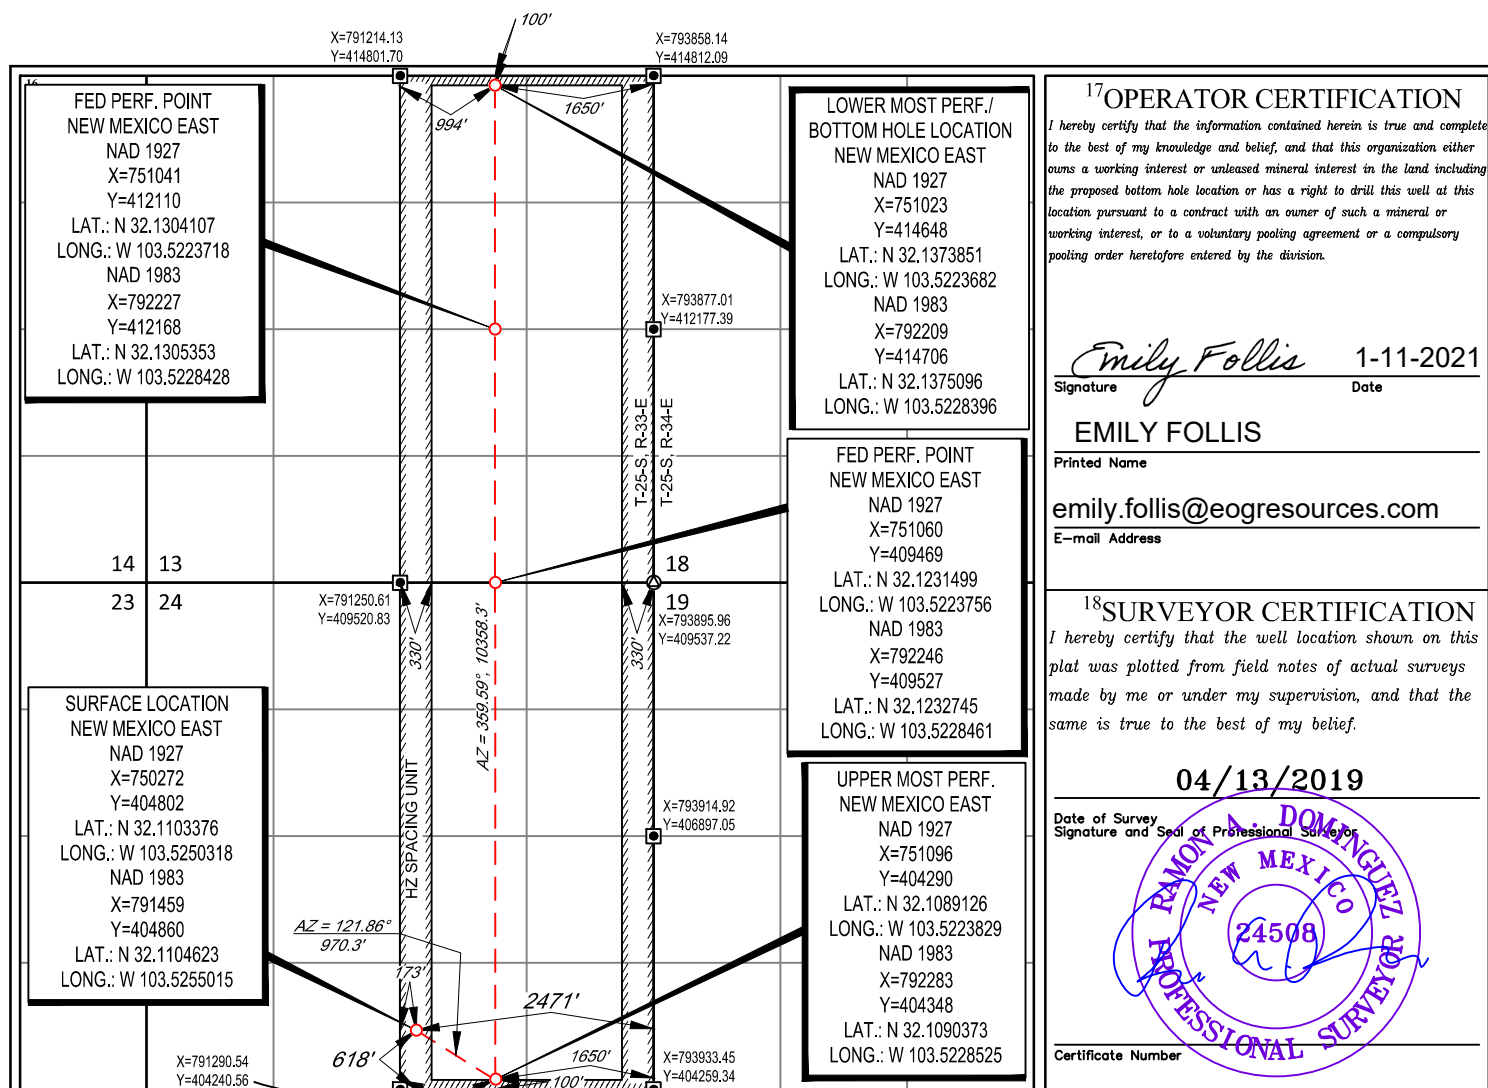 100'
X=791214.13
Y=414801.70
X=793858.14
Y=414812.09
994'
1650'
FED PERF. POINT
NEW MEXICO EAST
NAD 1927
X=751041
Y=412110
LAT.: N 32.1304107
LONG.: W 103.5223718
NAD 1983
X=792227
Y=412168
LAT.: N 32.1305353
LONG.: W 103.5228428
LOWER MOST PERF./
BOTTOM HOLE LOCATION
NEW MEXICO EAST
NAD 1927
X=751023
Y=414648
LAT.: N 32.1373851
LONG.: W 103.5223682
NAD 1983
X=792209
Y=414706
LAT.: N 32.1375096
LONG.: W 103.5228396
X=793877.01
Y=412177.39
T-25-S, R-33-E
T-25-S, R-34-E
FED PERF. POINT
NEW MEXICO EAST
NAD 1927
X=751060
Y=409469
LAT.: N 32.1231499
LONG.: W 103.5223756
NAD 1983
X=792246
Y=409527
LAT.: N 32.1232745
LONG.: W 103.5228461
14 13
23 24
18
19
X=791250.61
Y=409520.83
X=793895.96
Y=409537.22
330'
330'
AZ = 359.59°, 10358.3'
HZ SPACING UNIT
SURFACE LOCATION
NEW MEXICO EAST
NAD 1927
X=750272
Y=404802
LAT.: N 32.1103376
LONG.: W 103.5250318
NAD 1983
X=791459
Y=404860
LAT.: N 32.1104623
LONG.: W 103.5255015
X=793914.92
Y=406897.05
UPPER MOST PERF.
NEW MEXICO EAST
NAD 1927
X=751096
Y=404290
LAT.: N 32.1089126
LONG.: W 103.5223829
NAD 1983
X=792283
Y=404348
LAT.: N 32.1090373
LONG.: W 103.5228525
AZ = 121.86°
970.3'
173'
2471'
618'
1650'
100'
X=791290.54
Y=404240.56
X=793933.45
Y=404259.34
17OPERATOR CERTIFICATION
I hereby certify that the information contained herein is true and complete
to the best of my knowledge and belief, and that this organization either
owns a working interest or unleased mineral interest in the land including
the proposed bottom hole location or has a right to drill this well at this
location pursuant to a contract with an owner of such a mineral or
working interest, or to a voluntary pooling agreement or a compulsory
pooling order heretofore entered by the division.
Emily Follis 1-11-2021
Signature Date
EMILY FOLLIS
Printed Name
emily.follis@eogresources.com
E-mail Address
18SURVEYOR CERTIFICATION
I hereby certify that the well location shown on this
plat was plotted from field notes of actual surveys
made by me or under my supervision, and that the
same is true to the best of my belief.
04/13/2019
Date of Survey
Signature and Seal of Professional Surveyor
RAMON A. DOMINGUEZ
NEW MEXICO
24508
PROFESSIONAL SURVEYOR
Certificate Number